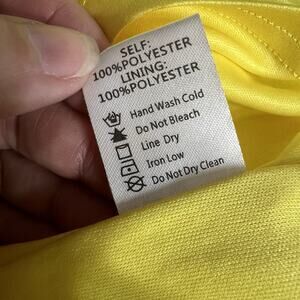 SELF:
100%POLYESTER
LINING:
100%POLYESTER
Hand Wash Cold
Do Not Bleach
Line Dry
Iron Low
Do Not Dry Clean